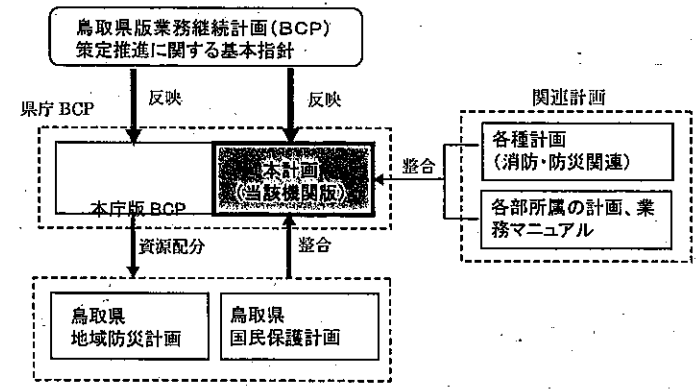 鳥取県版業務継続計画(BCP)
策定推進に関する基本指針
反映
反映
県庁 BCP
関連計画
本庁版 BCP
本計画
(当該機関版)
整合
各種計画
(消防・防災関連)
各部所属の計画、業
務マニュアル
資源配分
整合
鳥取県
地域防災計画
鳥取県
国民保護計画